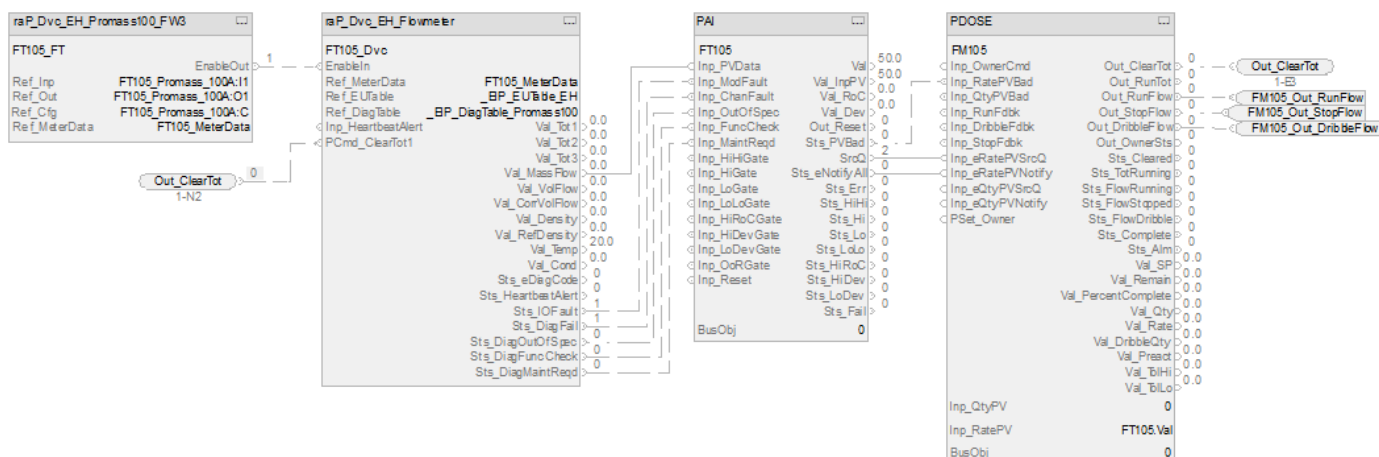 raP_Dvc_EH_Promass100_FW3
FT105_FT
EnableOut
1
Ref_Inp FT105_Promass_100A:I1
Ref_Out FT105_Promass_100A:O1
Ref_Cfg FT105_Promass_100A:C
Ref_MeterData FT105_MeterData
Out_ClearTot
0
1-N2
raP_Dvc_EH_Flowmeter
FT105_Dvc
EnableIn
Ref_MeterData FT105_MeterData
Ref_EUTable _BP_EUTable_EH
Ref_DiagTable _BP_DiagTable_Promass100
Inp_HeartbeatAlert
PCmd_ClearTot1
Val_Tot1 0.0
Val_Tot2 0.0
Val_Tot3 0.0
Val_MassFlow 0.0
Val_VolFlow 0.0
Val_CorrVolFlow 0.0
Val_Density 0.0
Val_RefDensity 0.0
Val_Temp 20.0
Val_Cond 0.0
Sts_eDiagCode 0
Sts_HeartbeatAlert 0
Sts_IOFault 1
Sts_DiagFail 1
Sts_DiagOutOfSpec 0
Sts_DiagFuncCheck 0
Sts_DiagMaintReqd 0
PAI
FT105
Inp_PVData
Inp_ModFault
Inp_ChanFault
Inp_OutOfSpec
Inp_FuncCheck
Inp_MaintReqd
Inp_HiHiGate
Inp_HiGate
Inp_LoGate
Inp_LoLoGate
Inp_HiRoCGate
Inp_HiDevGate
Inp_LoDevGate
Inp_OoRGate
Inp_Reset
Val 50.0
Val_InpPV 50.0
Val_RoC 0.0
Val_Dev 0.0
Out_Reset 0
Sts_PVBad 1
SrcQ 2
Sts_eNotifyAll 0
Sts_Err 0
Sts_HiHi 0
Sts_Hi 0
Sts_Lo 0
Sts_LoLo 0
Sts_HiRoC 0
Sts_HiDev 0
Sts_LoDev 0
Sts_Fail 0
BusObj 0
PDOSE
FM105
Inp_OwnerCmd
Inp_RatePVBad
Inp_QtyPVBad
Inp_RunFdbk
Inp_DribbleFdbk
Inp_StopFdbk
Inp_eRatePVSrcQ
Inp_eRatePVNotify
Inp_eQtyPVSrcQ
Inp_eQtyPVNotify
PSet_Owner
Out_ClearTot 0
Out_RunTot 0
Out_RunFlow 0
Out_StopFlow 0
Out_DribbleFlow 0
Out_OwnerSts
Sts_Cleared 0
Sts_TotRunning 0
Sts_FlowRunning 0
Sts_FlowStopped 0
Sts_FlowDribble 0
Sts_Complete 0
Sts_Alm 0
Val_SP 0.0
Val_Remain 0.0
Val_PercentComplete 0.0
Val_Qty 0.0
Val_Rate 0.0
Val_DribbleQty 0.0
Val_Preact 0.0
Val_TolHi 0.0
Val_TolLo 0.0
Inp_QtyPV 0
Inp_RatePV FT105.Val
BusObj 0
Out_ClearTot
1-E3
FM105_Out_RunFlow
FM105_Out_StopFlow
FM105_Out_DribbleFlow